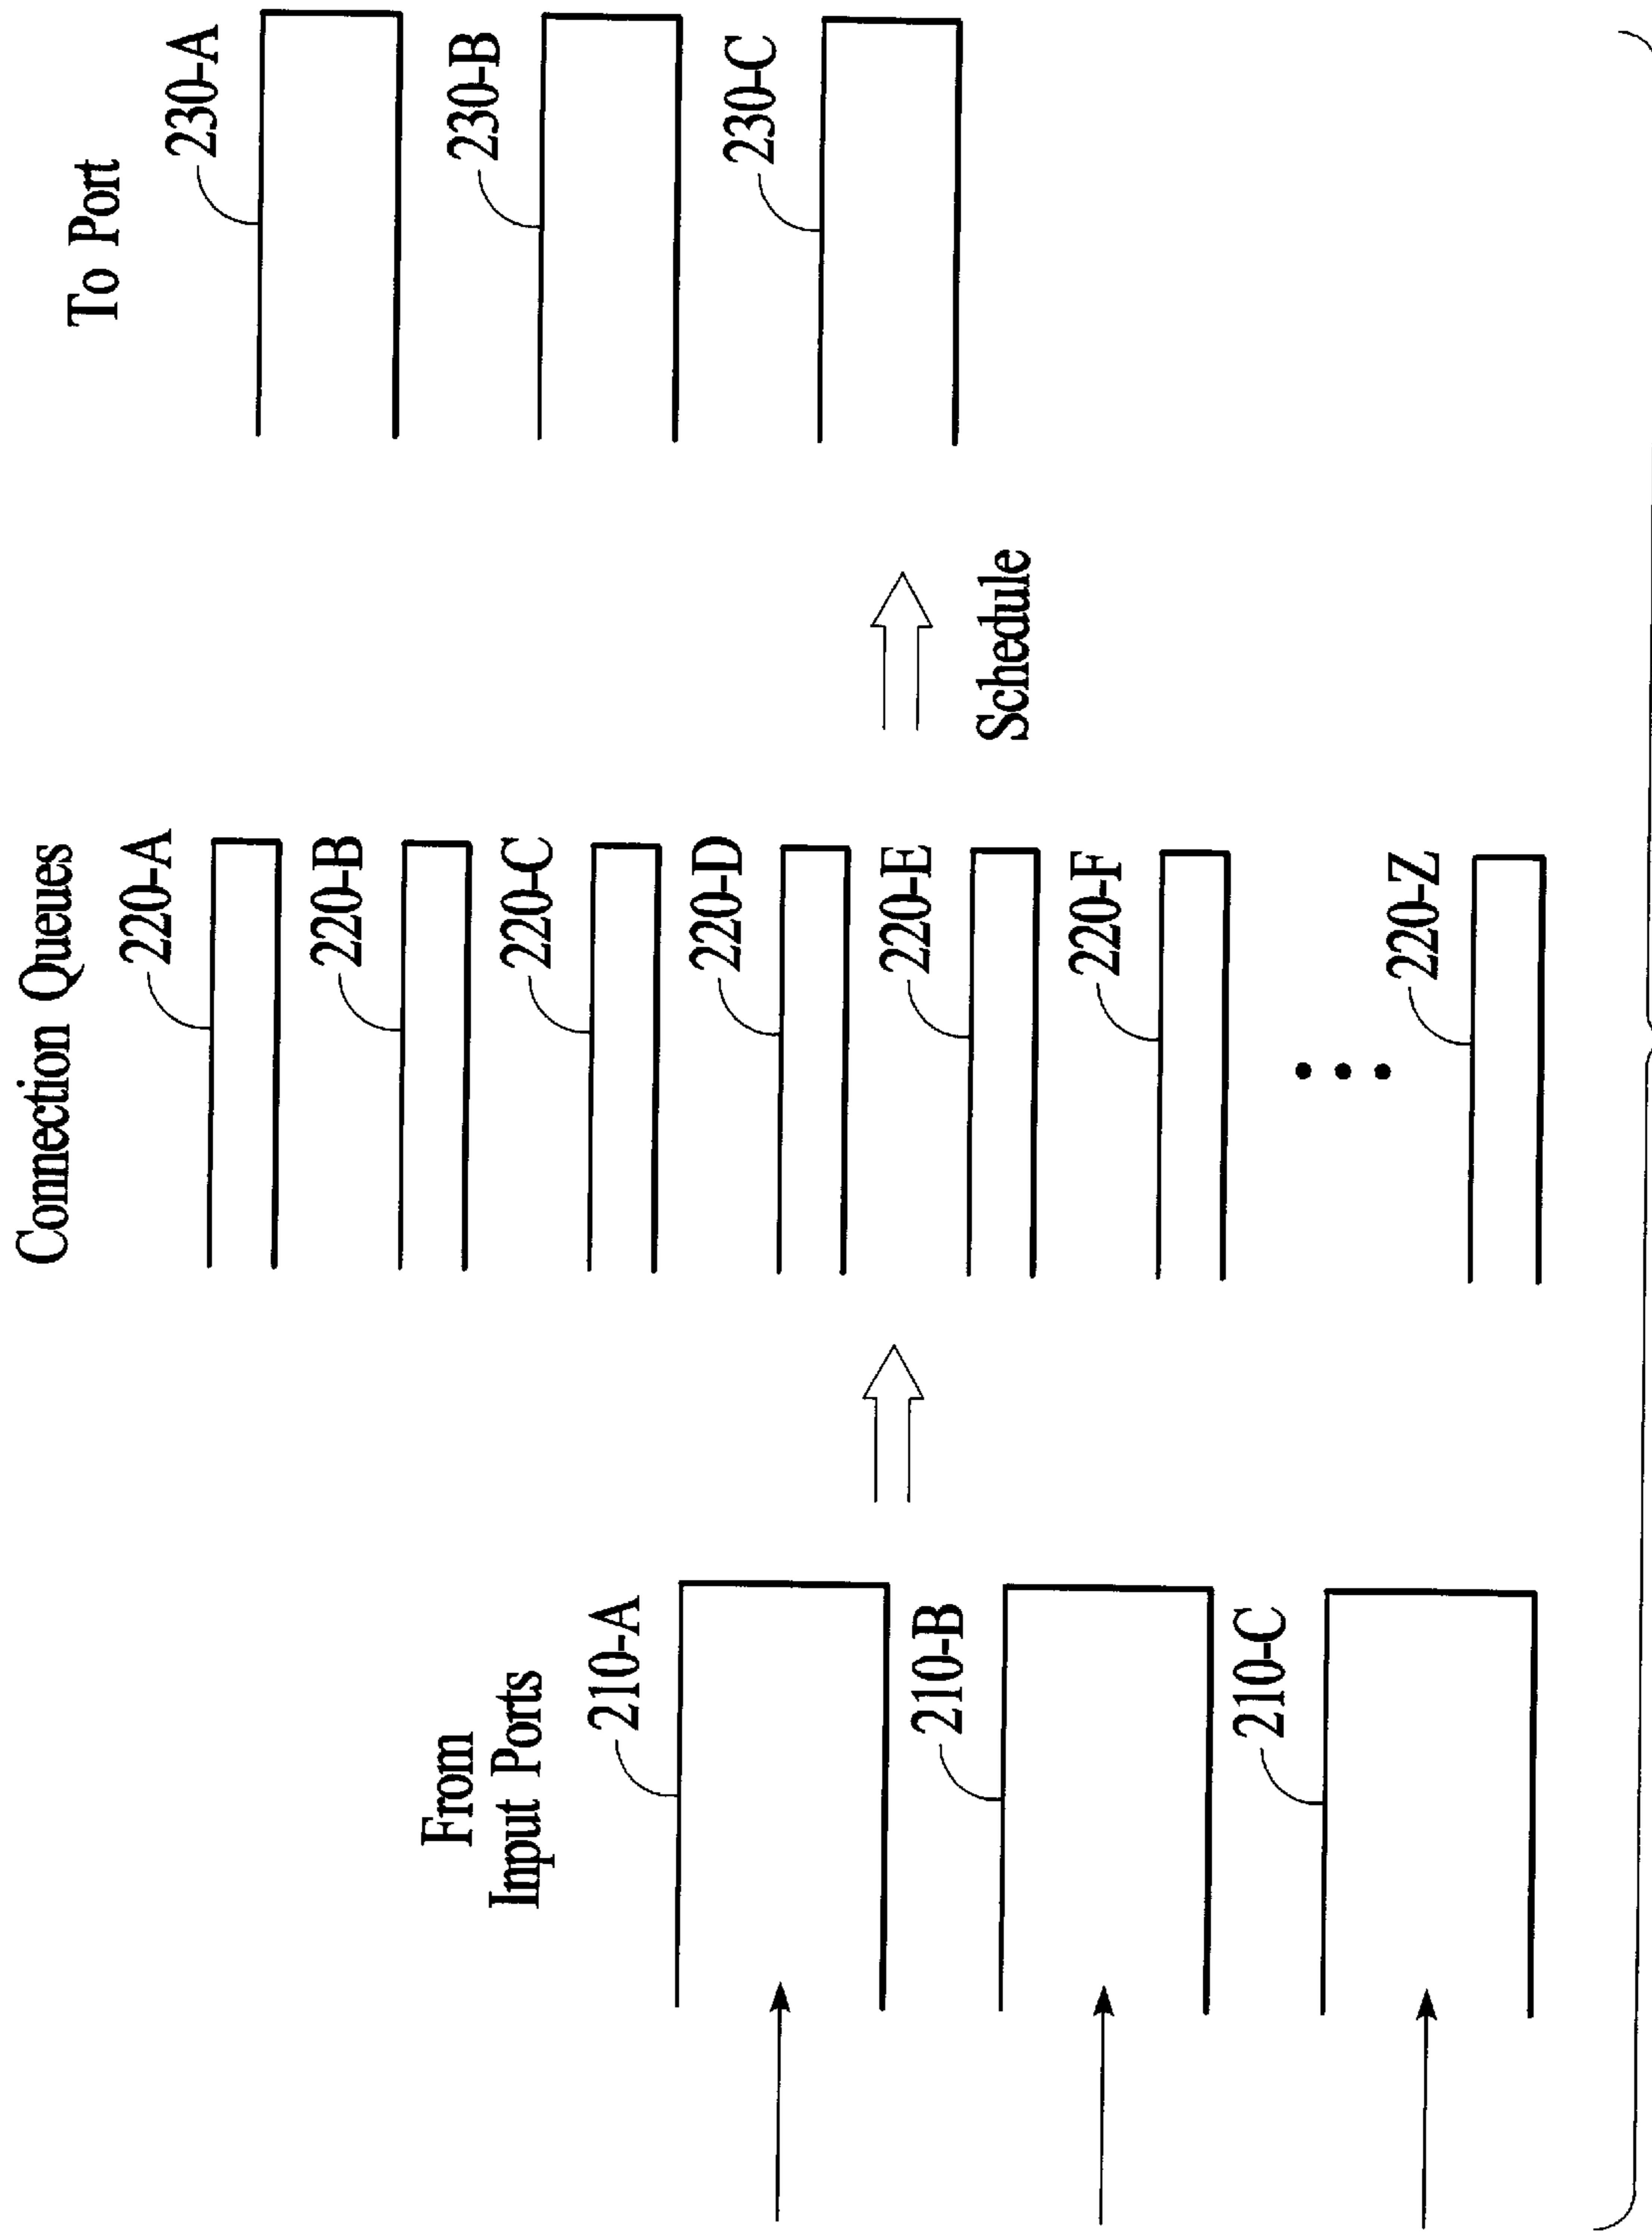 From
Input Ports
210-A
210-B
210-C
Connection Queues
220-A
220-B
220-C
220-D
220-E
220-F
220-Z
Schedule
To Port
230-A
230-B
230-C